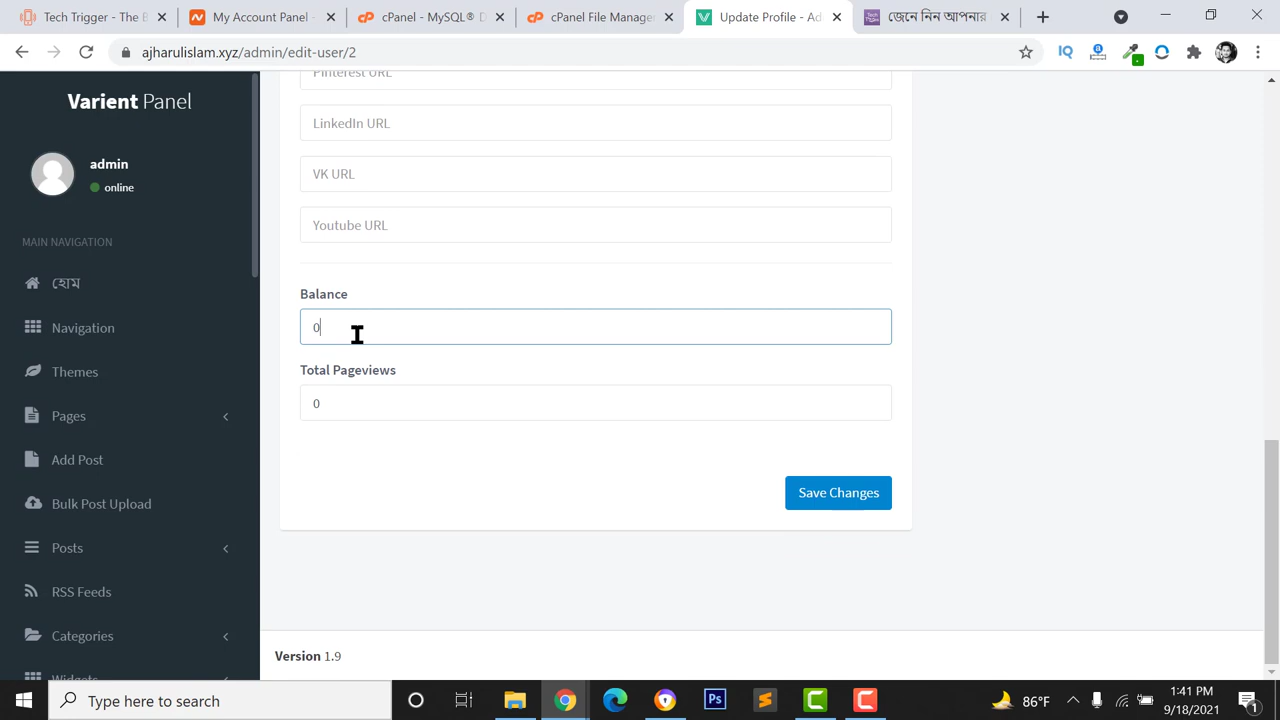 Tech Trigger - The B
My Account Panel
cPanel - MySQL® D
cPanel File Manager
Update Profile - Ad
জেনে নিন আপনার
ajharulislam.xyz/admin/edit-user/2
Varient Panel
admin
online
MAIN NAVIGATION
হোম
Navigation
Themes
Pages
Add Post
Bulk Post Upload
Posts
RSS Feeds
Categories
Widgets
Pinterest URL
LinkedIn URL
VK URL
Youtube URL
Balance
0
Total Pageviews
0
Save Changes
Version 1.9
Type here to search
86°F
1:41 PM
9/18/2021